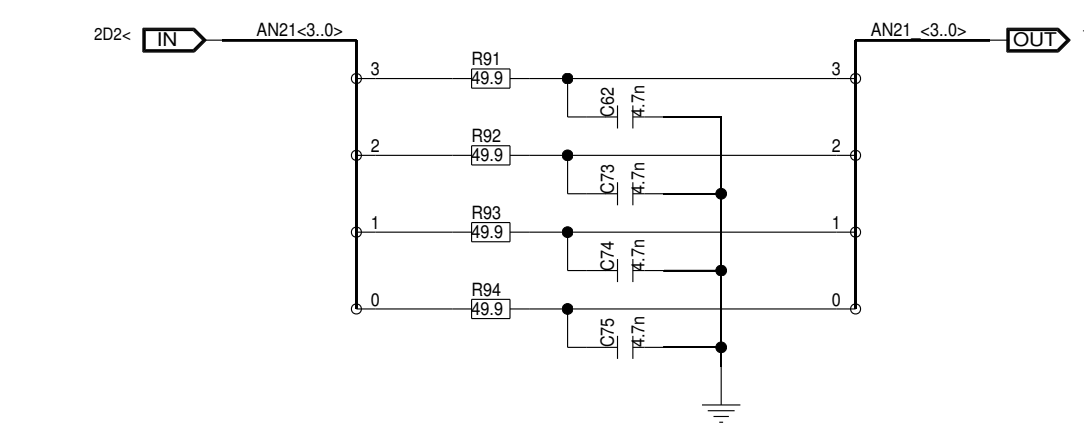 2D2< IN AN21<3..0> AN21_<3..0> OUT
R91
3 49.9 3
C62 4.7n
R92
2 49.9 2
C73 4.7n
R93
1 49.9 1
C74 4.7n
R94
0 49.9 0
C75 4.7n